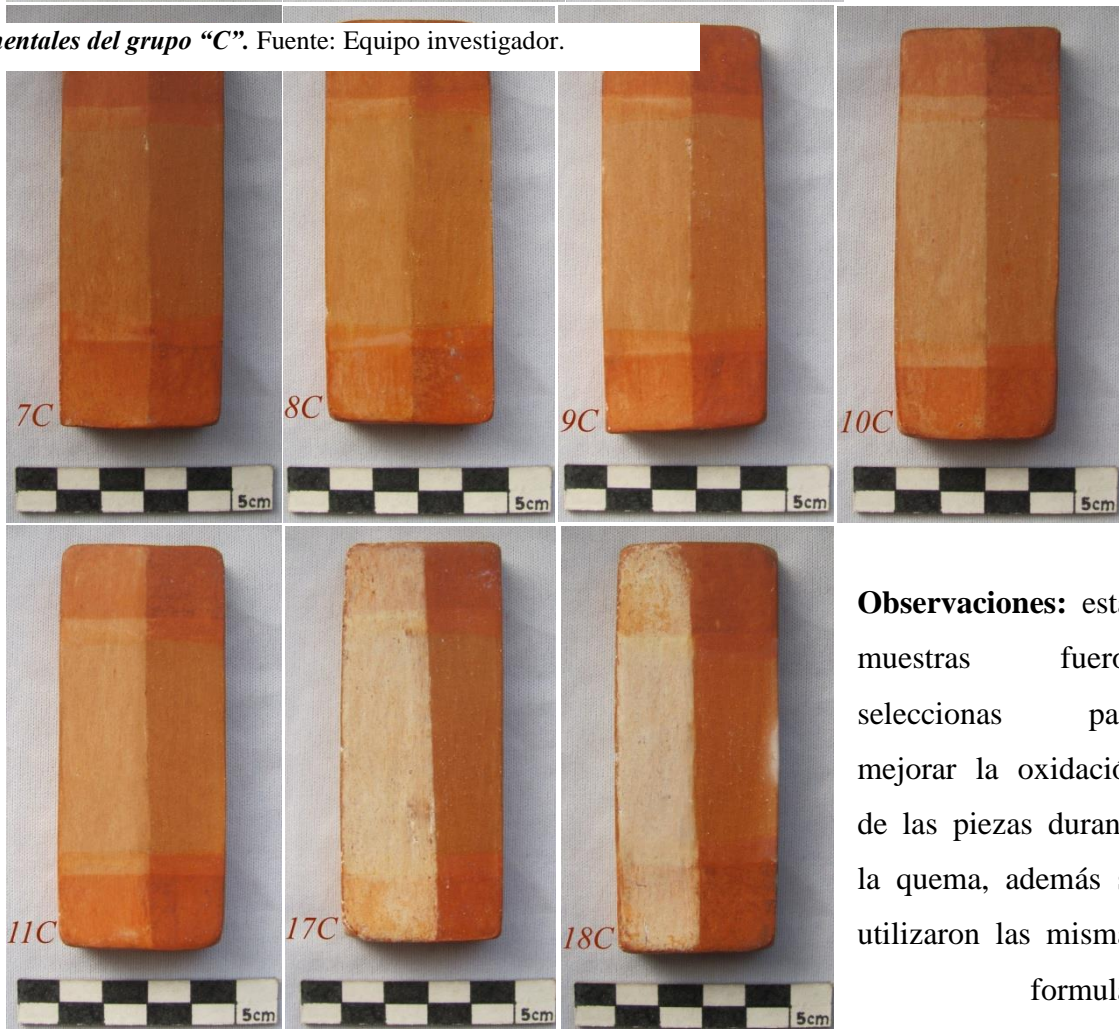 mentales del grupo “C”. Fuente: Equipo investigador.
7C
8C
9C
10C
5cm
5cm
5cm
5cm
11C
17C
18C
5cm
5cm
5cm
Observaciones: esta
muestras fuero
seleccionas pa
mejorar la oxidació
de las piezas duran
la quema, además s
utilizaron las misma
formula